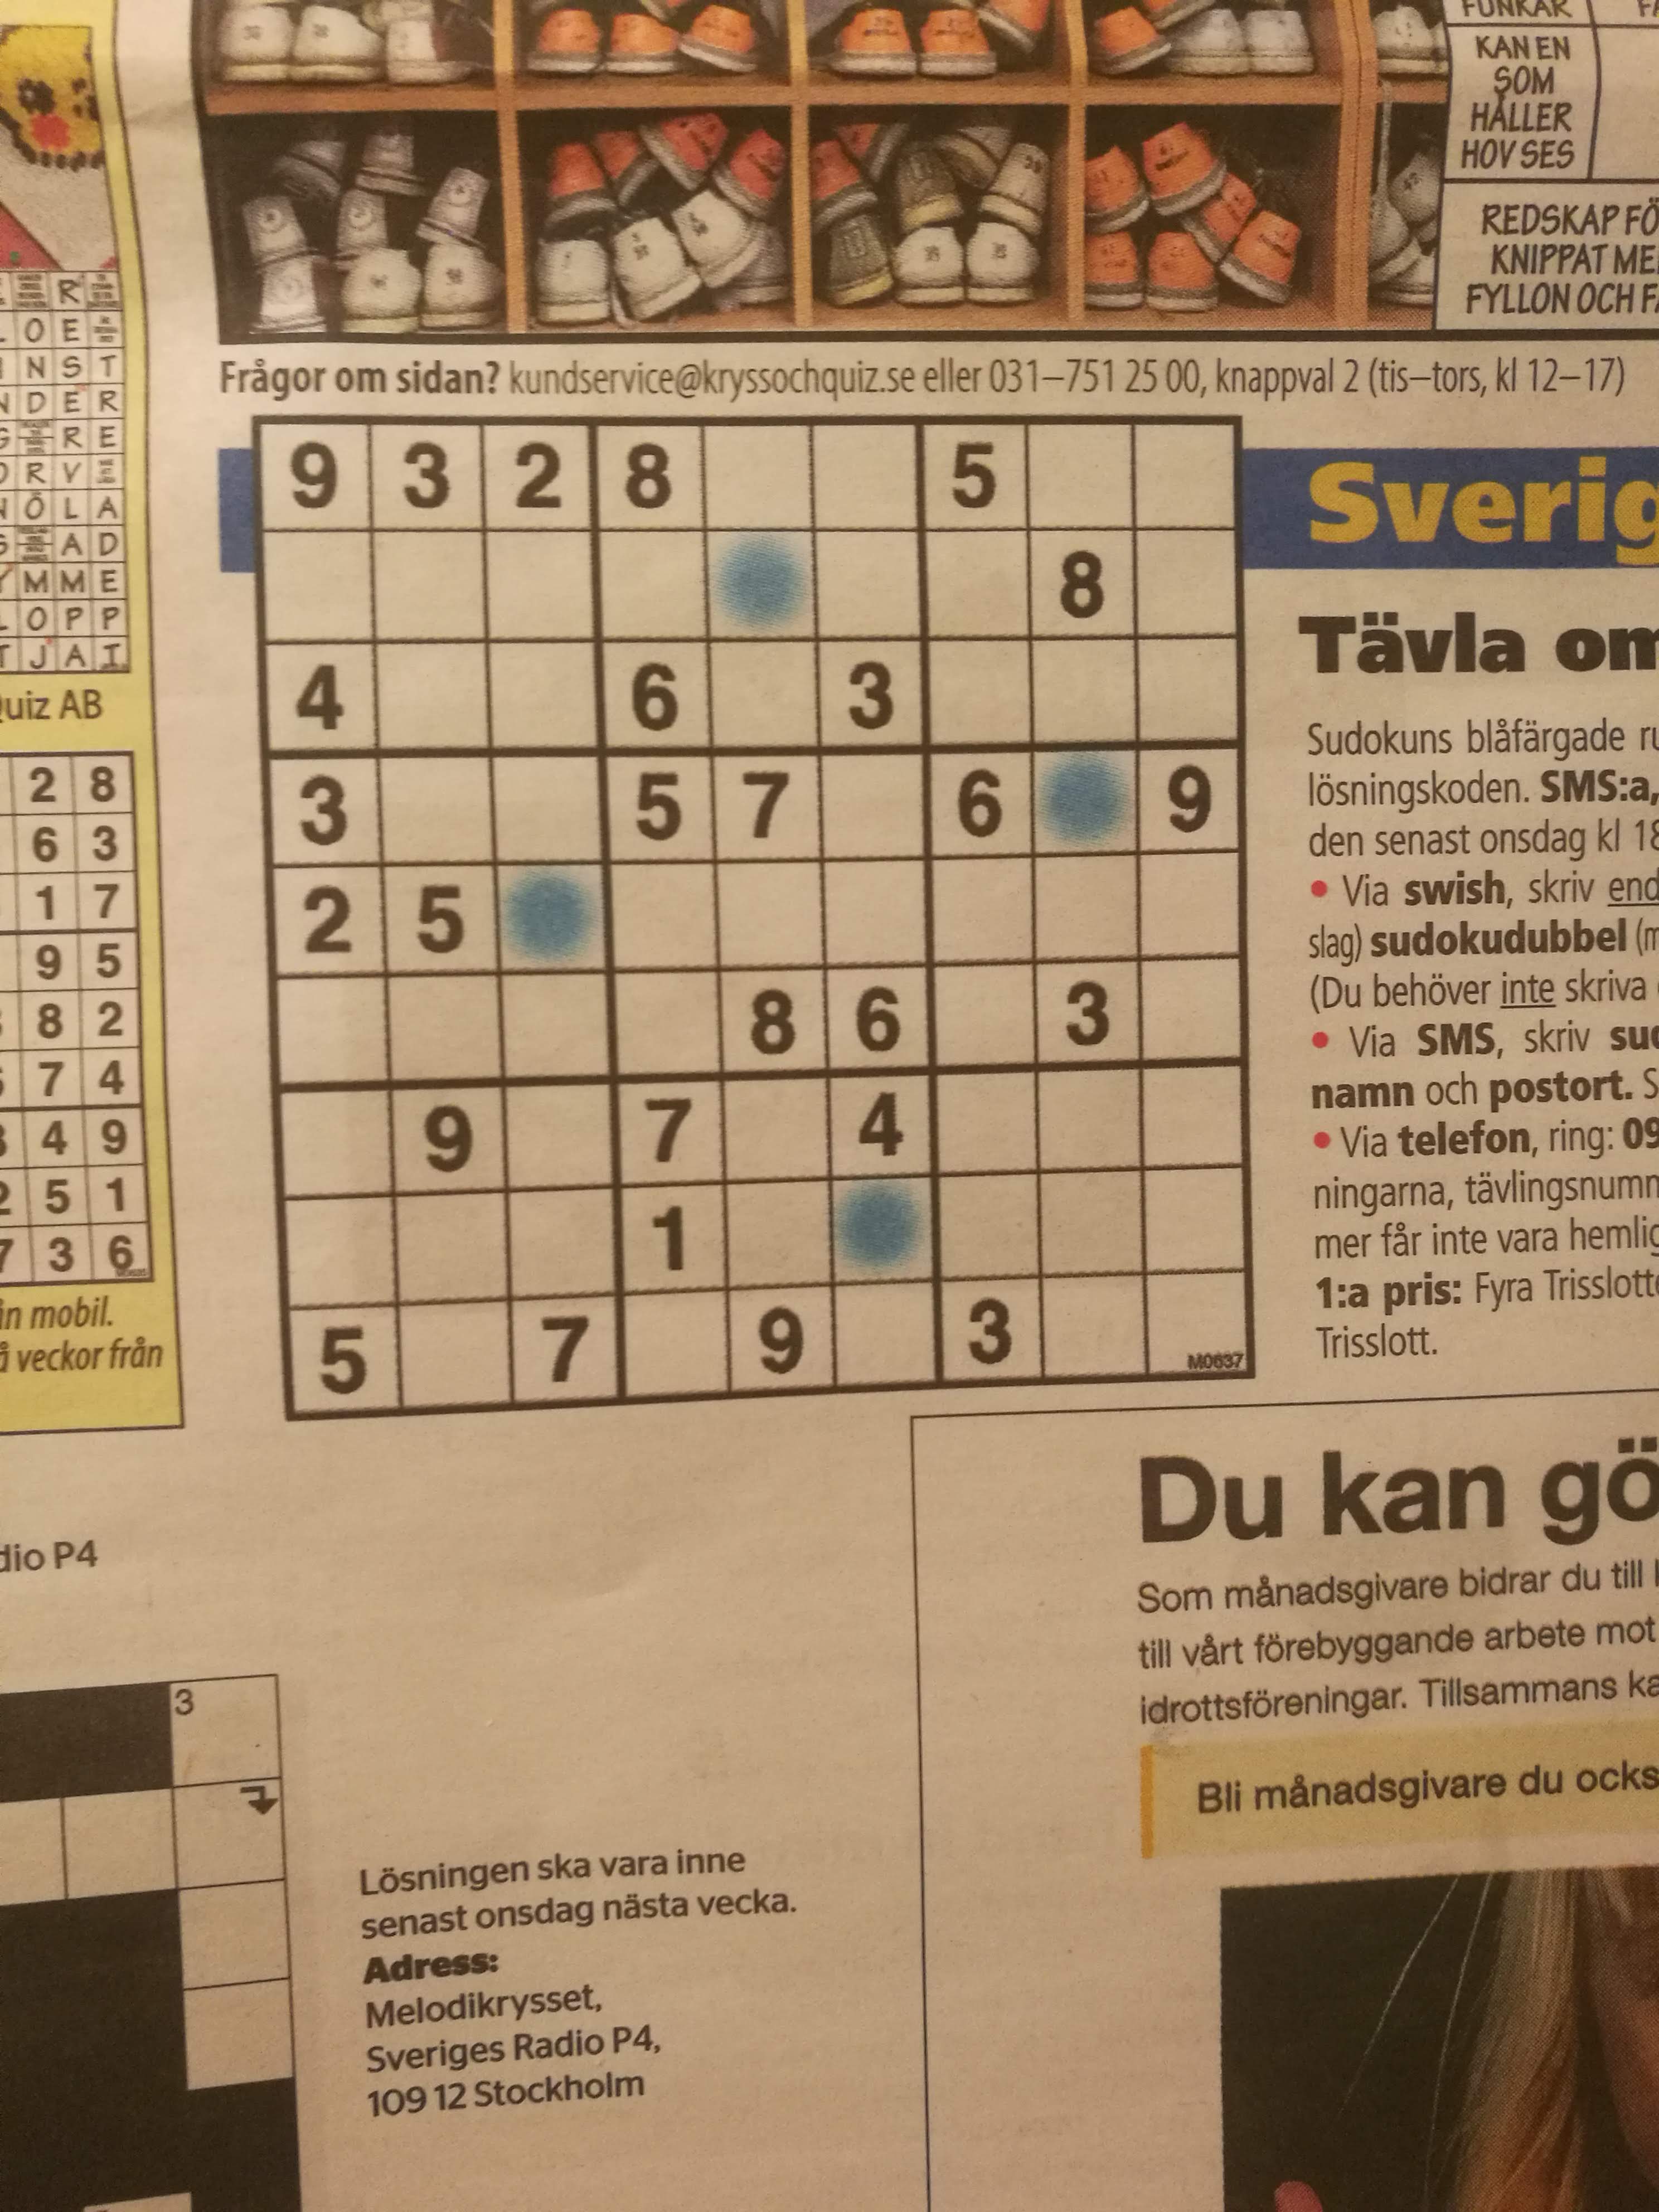 FUNKAR
KAN EN
SOM
HÅLLER
HOV SES
REDSKAP FÖ
KNIPPAT ME
FYLLON OCH F
R
L O E
I N S T
N D E R
G R E
O R V
N Ö L A
S A D
Y M M E
L O P P
T J A I
Quiz AB
2 8
6 3
1 7
9 5
8 2
7 4
4 9
2 5 1
7 3 6
in mobil.
å veckor från
Frågor om sidan? kundservice@kryssochquiz.se eller 031–751 25 00, knappval 2 (tis–tors, kl 12–17)
9 3 2 8 5
8
4 6 3
3 5 7 6 9
2 5
8 6 3
9 7 4
1
5 7 9 3
M0637
Sverig
Tävla om
Sudokuns blåfärgade ru
lösningskoden. SMS:a,
den senast onsdag kl 18
• Via swish, skriv end
slag) sudokudubbel (m
(Du behöver inte skriva
• Via SMS, skriv sud
namn och postort. S
• Via telefon, ring: 09
ningarna, tävlingsnumm
mer får inte vara hemlig
1:a pris: Fyra Trisslotte
Trisslott.
dio P4
3
Lösningen ska vara inne
senast onsdag nästa vecka.
Adress:
Melodikrysset,
Sveriges Radio P4,
109 12 Stockholm
Du kan gö
Som månadsgivare bidrar du till
till vårt förebyggande arbete mot
idrottsföreningar. Tillsammans ka
Bli månadsgivare du ocks